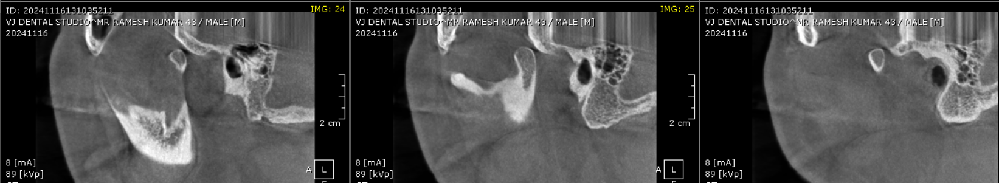 ID: 20241116131035211
IMG: 24
VJ DENTAL STUDIO^MR RAMESH KUMAR 43 / MALE [M]
20241116
2 cm
8 [mA]
89 [kVp]
A
L
ID: 20241116131035211
IMG: 25
VJ DENTAL STUDIO^MR RAMESH KUMAR 43 / MALE [M]
20241116
2 cm
8 [mA]
89 [kVp]
A
L
ID: 20241116131035211
VJ DENTAL STUDIO^MR RAMESH KUMAR 43 / MALE [M]
20241116
8 [mA]
89 [kVp]